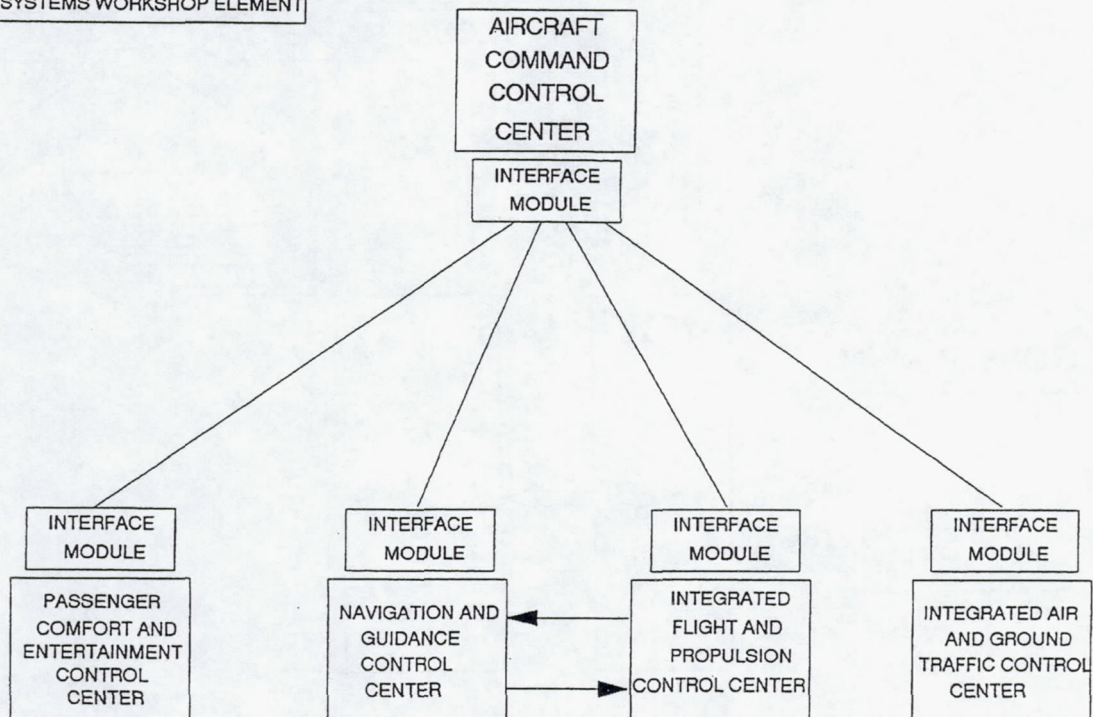 SYSTEMS WORKSHOP ELEMENT
AIRCRAFT
COMMAND
CONTROL
CENTER
INTERFACE
MODULE
INTERFACE
MODULE
PASSENGER
COMFORT AND
ENTERTAINMENT
CONTROL
CENTER
INTERFACE
MODULE
NAVIGATION AND
GUIDANCE
CONTROL
CENTER
INTERFACE
MODULE
INTEGRATED
FLIGHT AND
PROPULSION
CONTROL CENTER
INTERFACE
MODULE
INTEGRATED AIR
AND GROUND
TRAFFIC CONTROL
CENTER